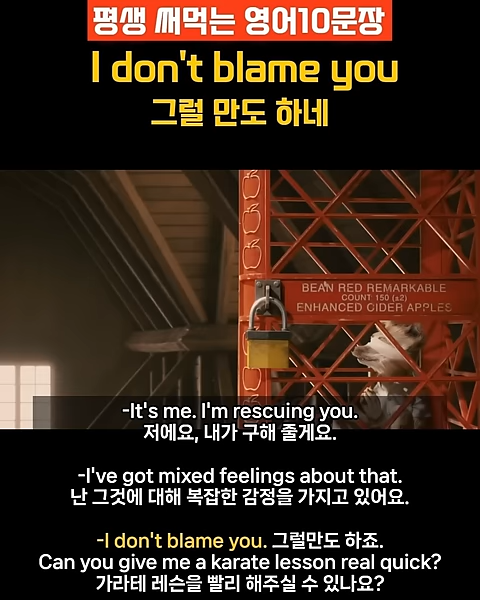 평생 써먹는 영어10문장
I don't blame you
그럴 만도 하네
BEAN RED REMARKABLE
COUNT 150 (±2)
ENHANCED CIDER APPLES
-It's me. I'm rescuing you.
저에요, 내가 구해 줄게요.
-I've got mixed feelings about that.
난 그것에 대해 복잡한 감정을 가지고 있어요.
-I don't blame you. 그럴만도 하죠.
Can you give me a karate lesson real quick?
가라테 레슨을 빨리 해주실 수 있나요?